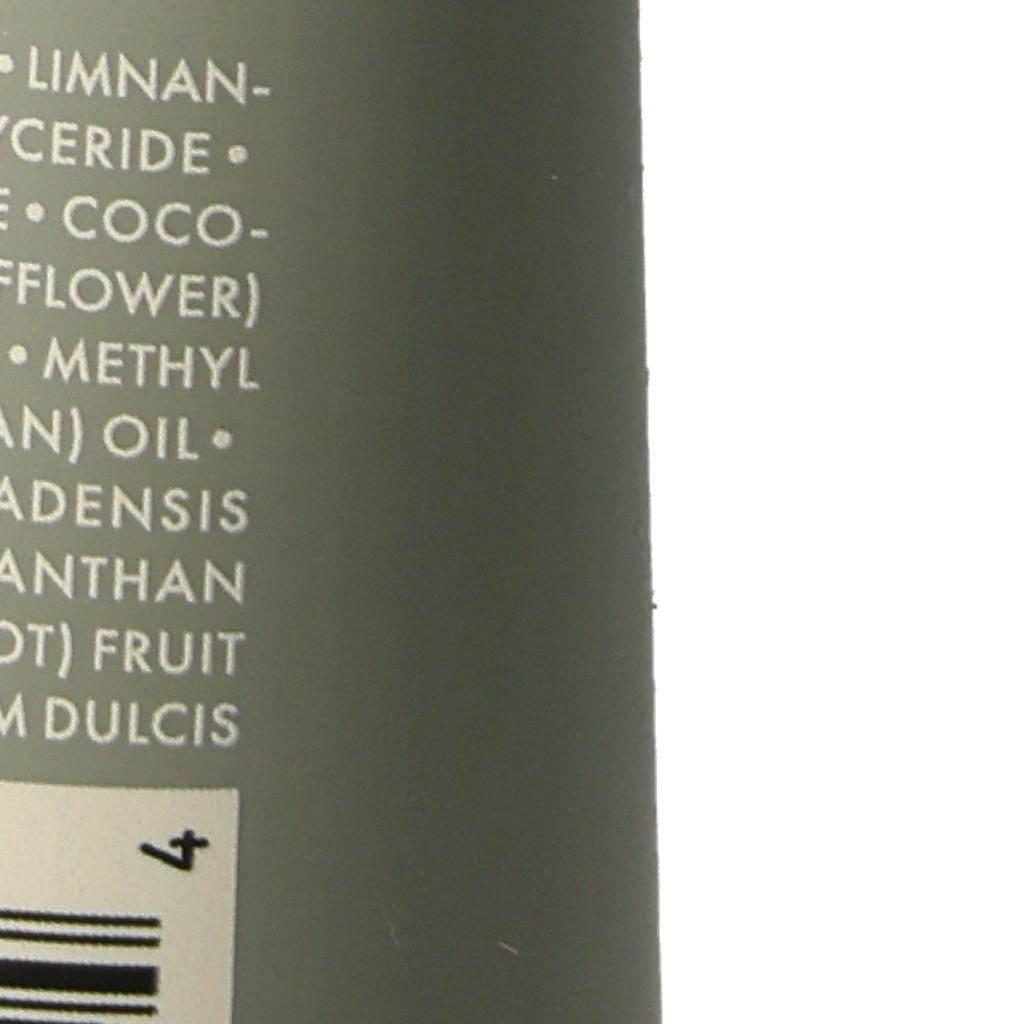 • LIMNAN-
YCERIDE •
E • COCO-
FFLOWER)
• METHYL
AN) OIL •
ADENSIS
ANTHAN
OT) FRUIT
M DULCIS
4